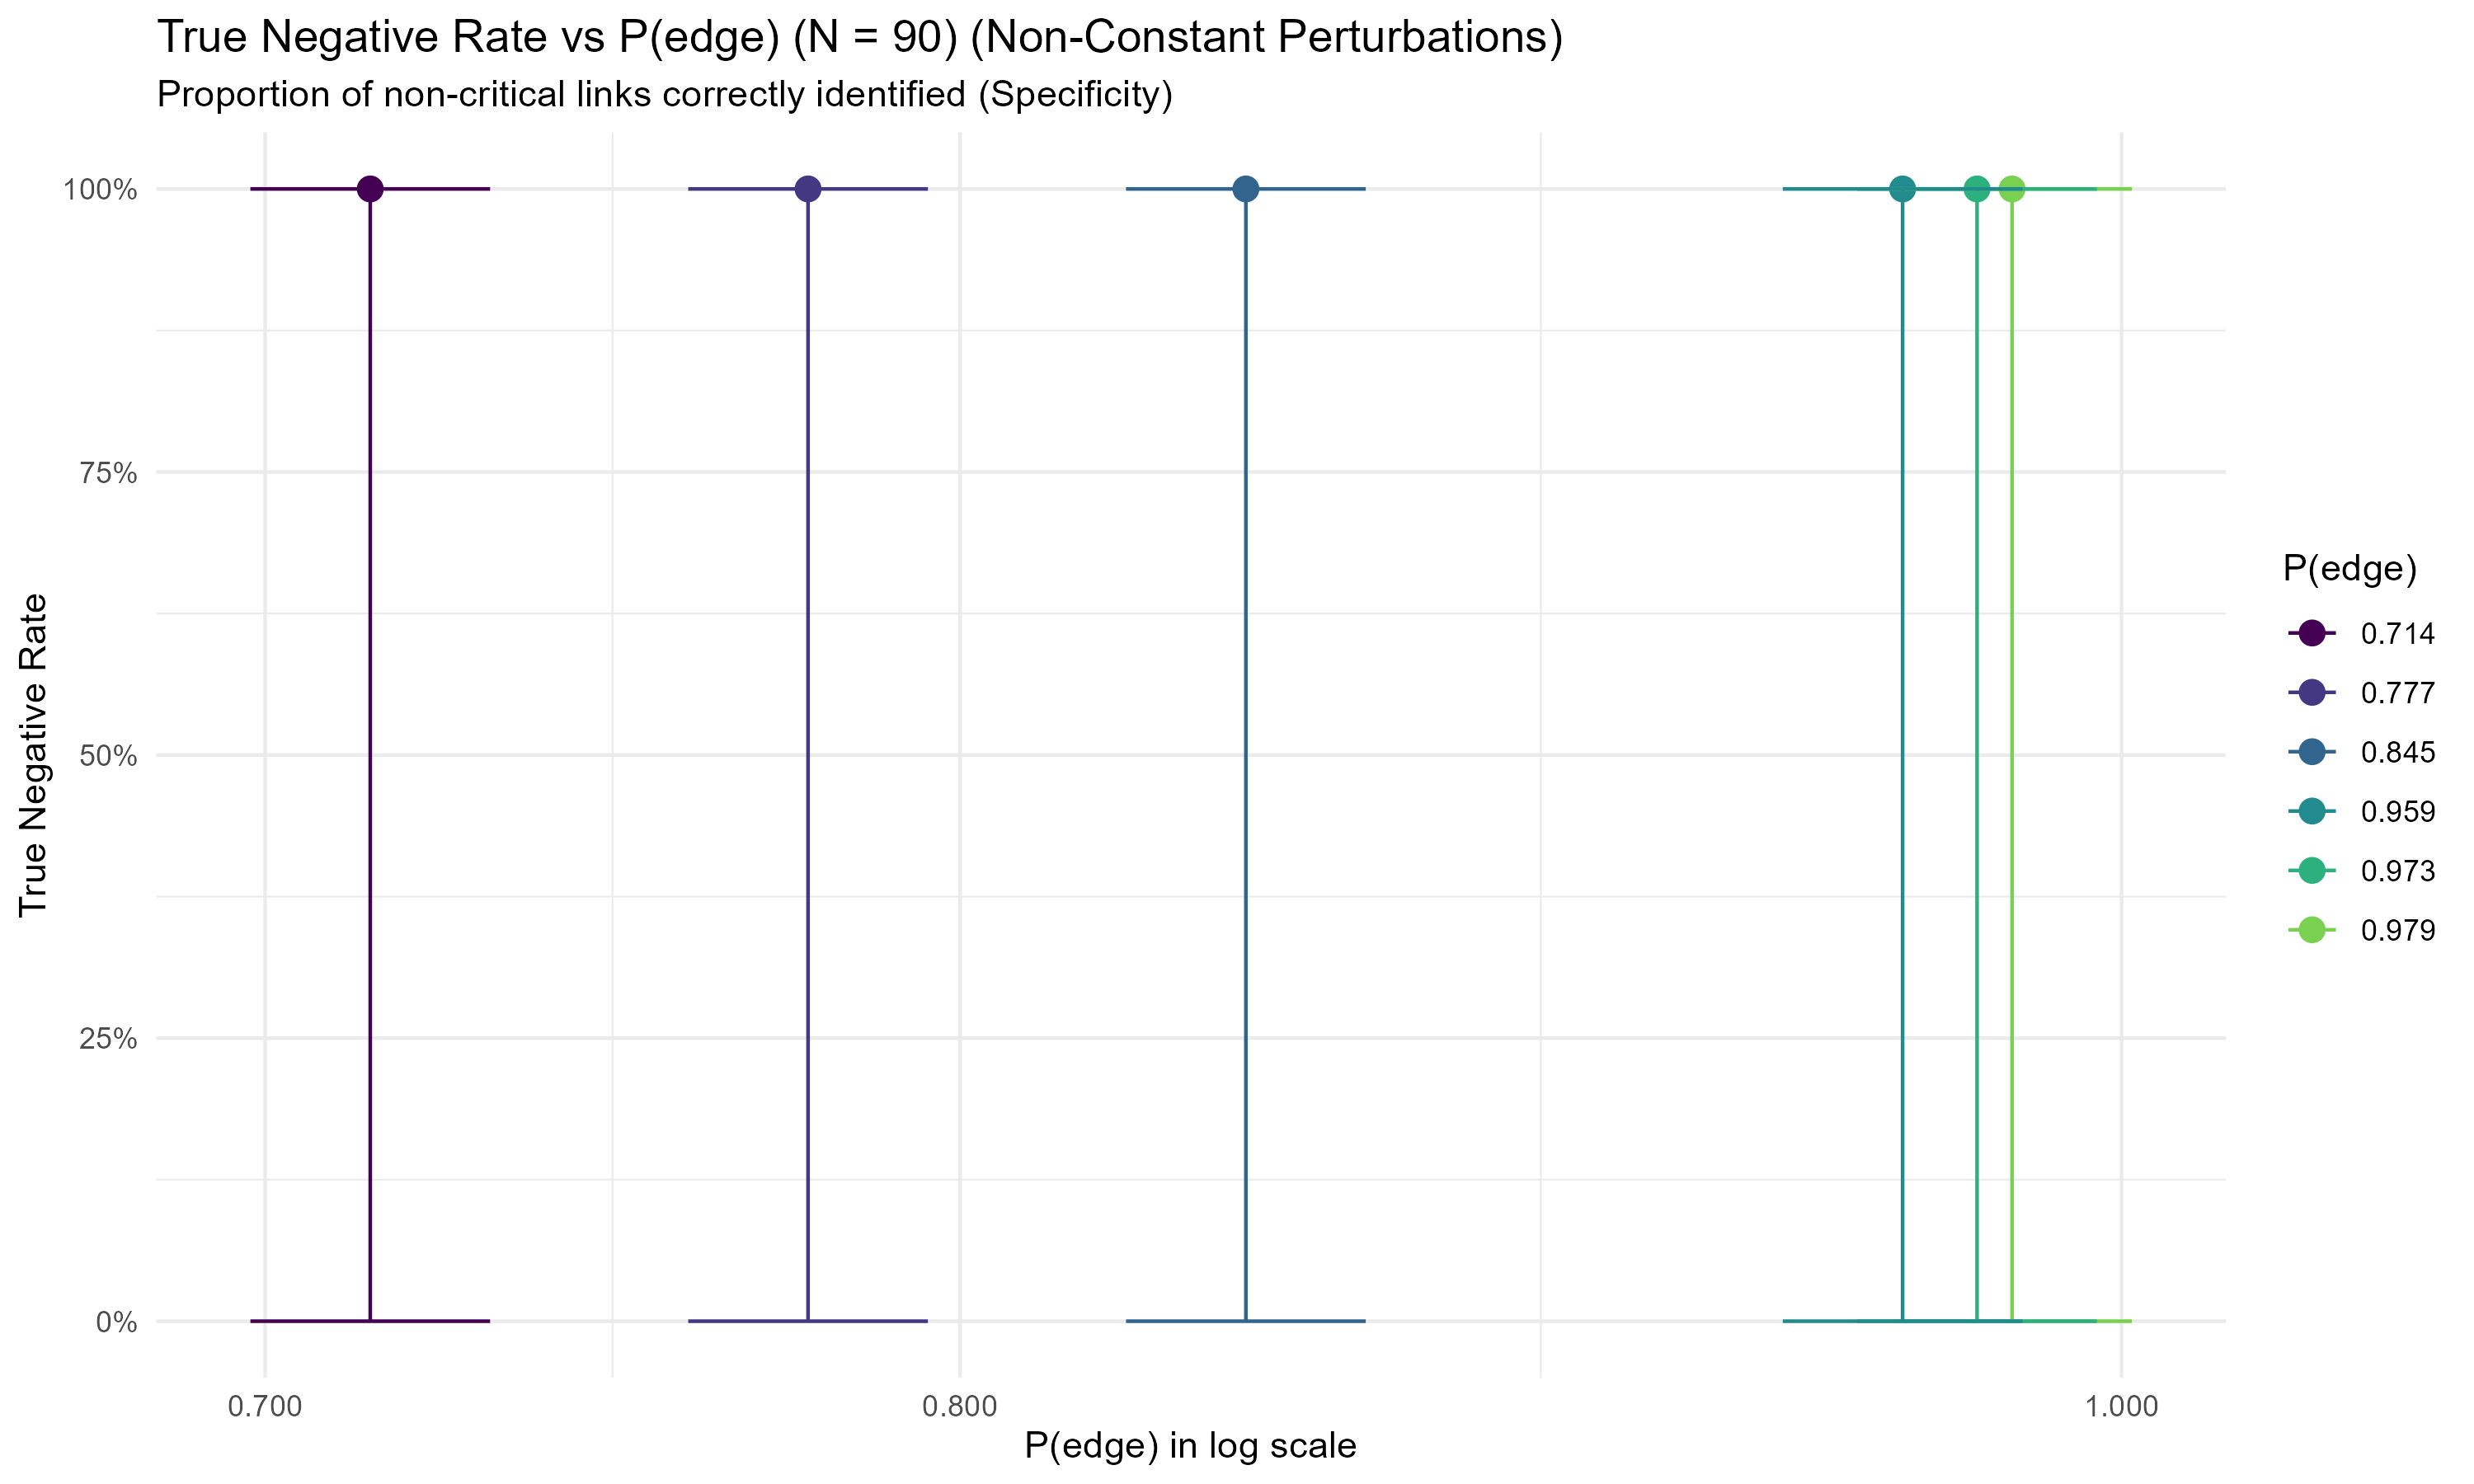 True Negative Rate vs P(edge) (N = 90) (Non-Constant Perturbations)
Proportion of non-critical links correctly identified (Specificity)
True Negative Rate
100%
75%
50%
25%
0%
0.700
0.800
1.000
P(edge) in log scale
P(edge)
0.714
0.777
0.845
0.959
0.973
0.979